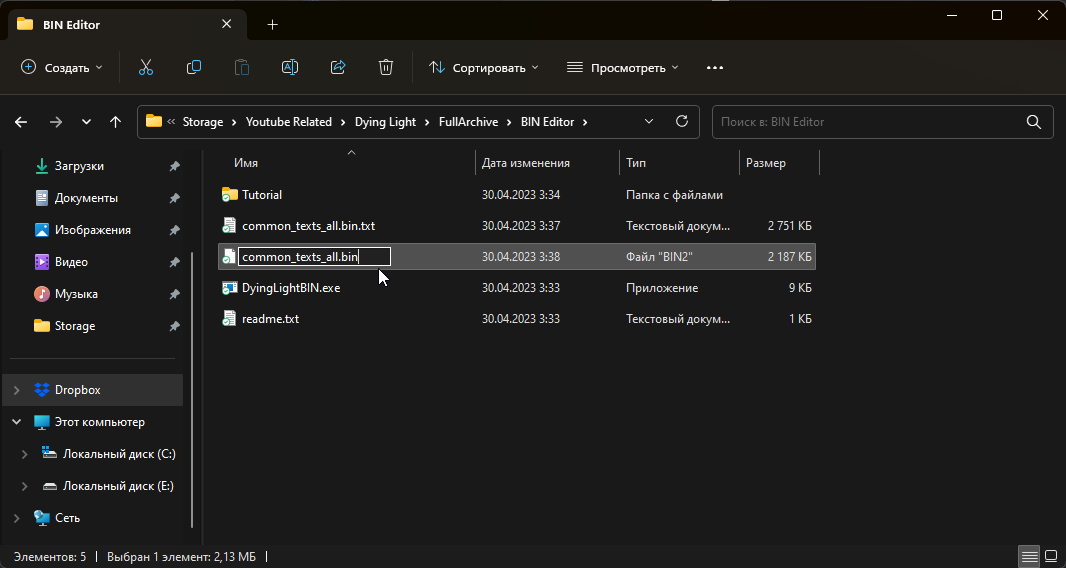 BIN Editor
Создать
Сортировать
Просмотреть
« Storage > Youtube Related > Dying Light > FullArchive > BIN Editor >
Поиск в: BIN Editor
Загрузки
Документы
Изображения
Видео
Музыка
Storage
Dropbox
Этот компьютер
Локальный диск (C:)
Локальный диск (E:)
Сеть
Имя Дата изменения Тип Размер
Tutorial 30.04.2023 3:34 Папка с файлами
common_texts_all.bin.txt 30.04.2023 3:37 Текстовый докум... 2 751 КБ
common_texts_all.bin 30.04.2023 3:38 Файл "BIN2" 2 187 КБ
DyingLightBIN.exe 30.04.2023 3:33 Приложение 9 КБ
readme.txt 30.04.2023 3:33 Текстовый докум... 1 КБ
Элементов: 5 | Выбран 1 элемент: 2,13 МБ |